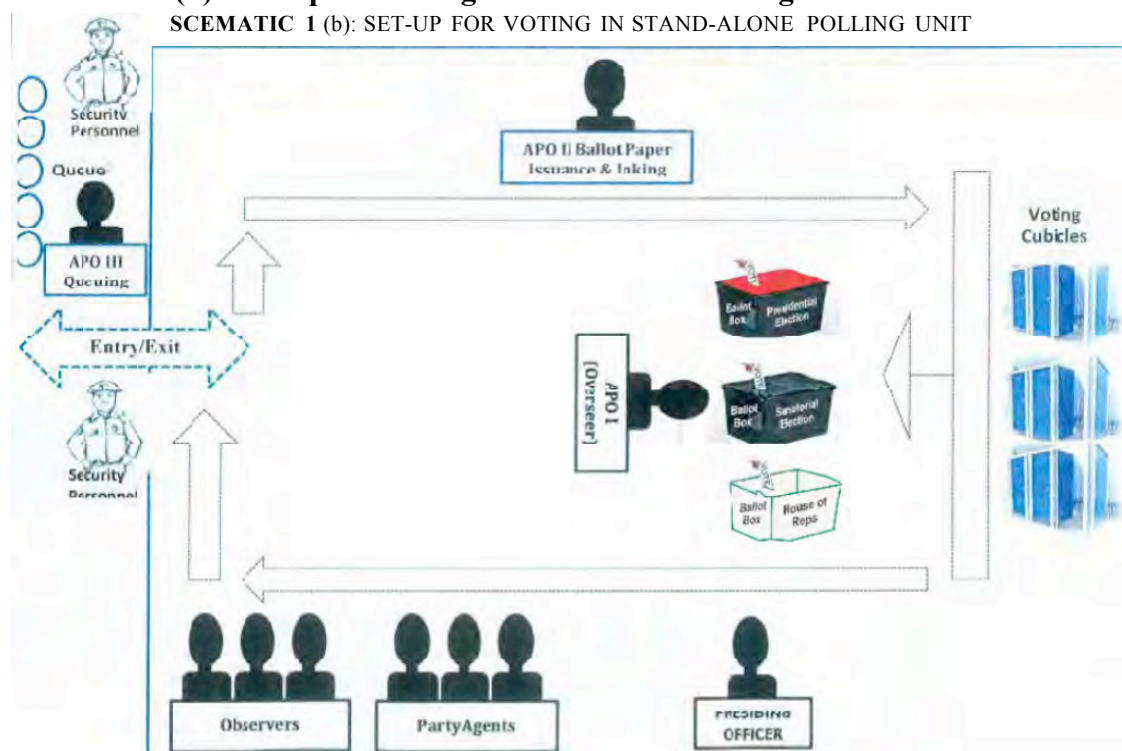 SCEMATIC 1 (b): SET-UP FOR VOTING IN STAND-ALONE POLLING UNIT
Security
Personnel
Queue
APO III
Queuing
Entry/Exit
Security
Personnel
APO II Ballot Paper
Issuance & Inking
Voting
Cubicles
Ballot
Box
Presidential
Election
APO I
(Overseer)
Ballot
Box
Senatorial
Election
Ballot
Box
House of
Reps
Observers
PartyAgents
PRESIDING
OFFICER